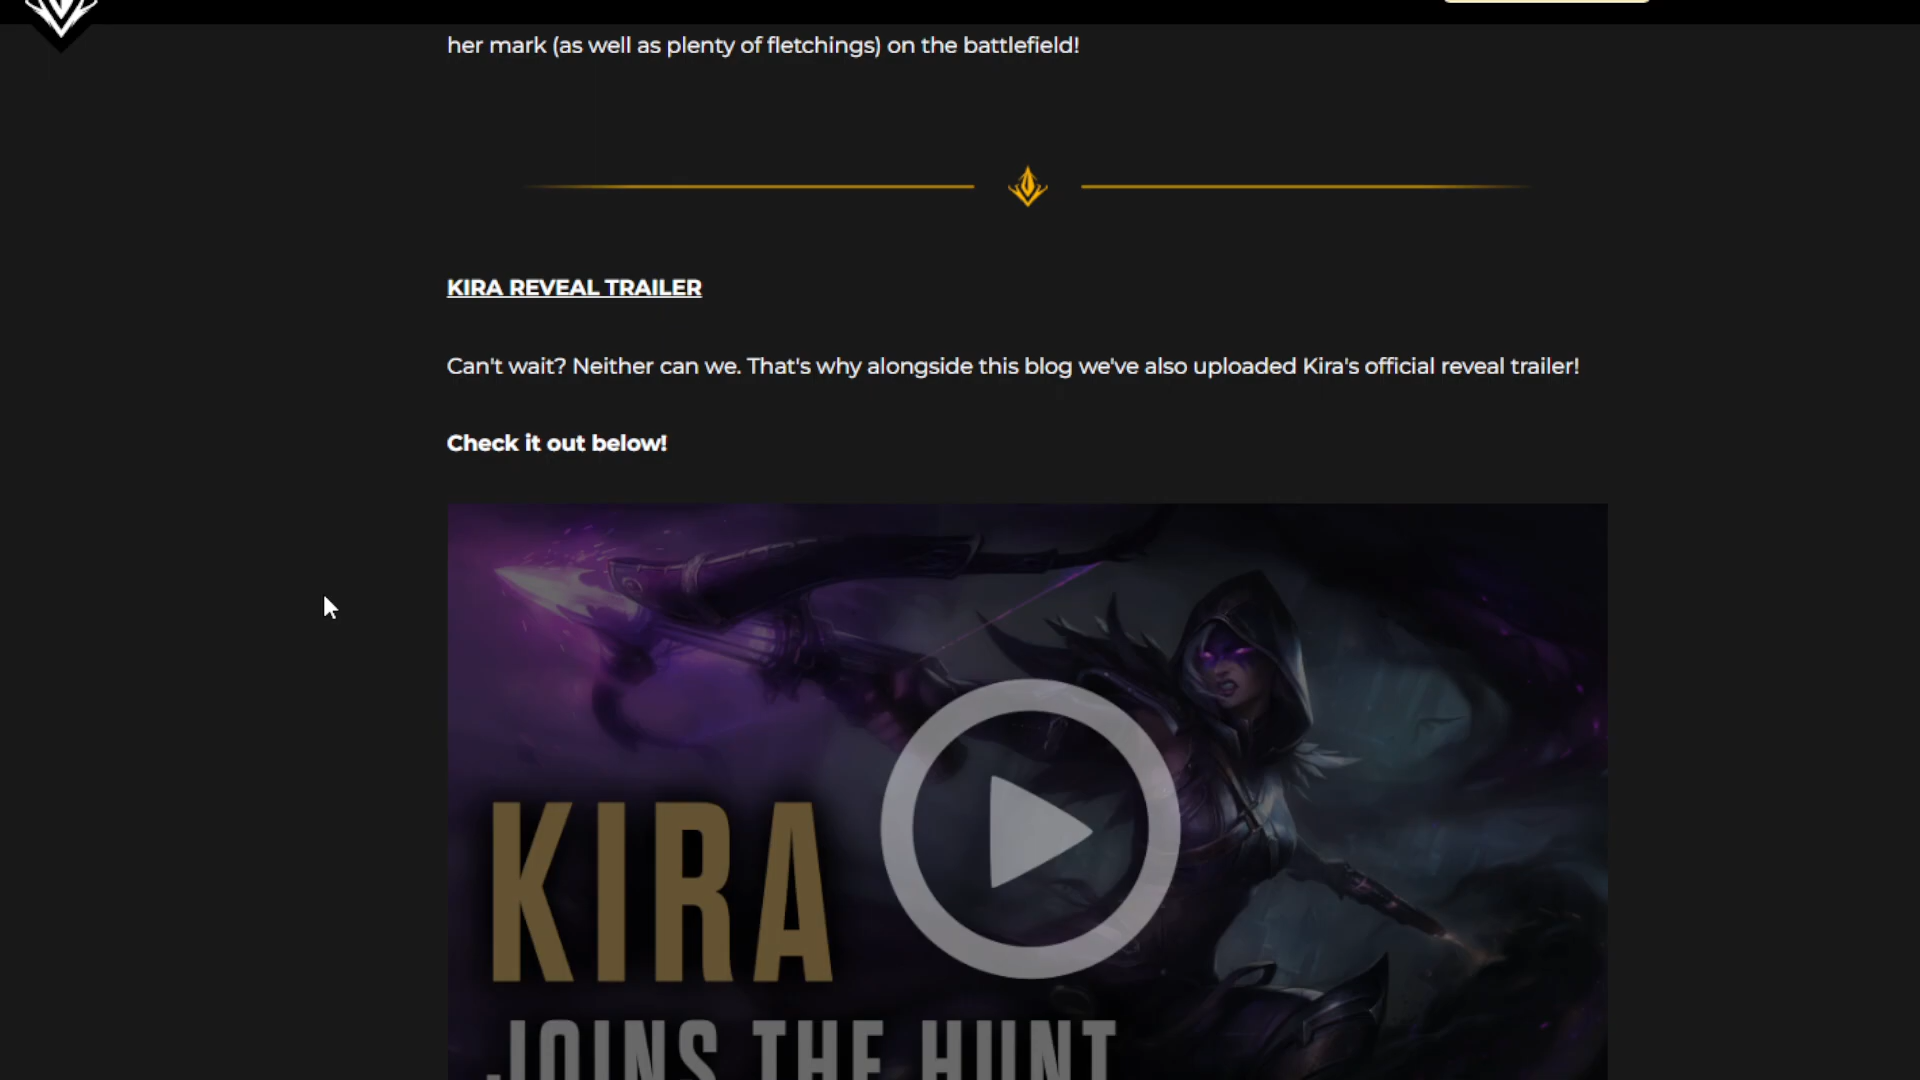 her mark (as well as plenty of fletchings) on the battlefield!
KIRA REVEAL TRAILER
Can't wait? Neither can we. That's why alongside this blog we've also uploaded Kira's official reveal trailer!
Check it out below!
KIRA
JOINS THE HUNT